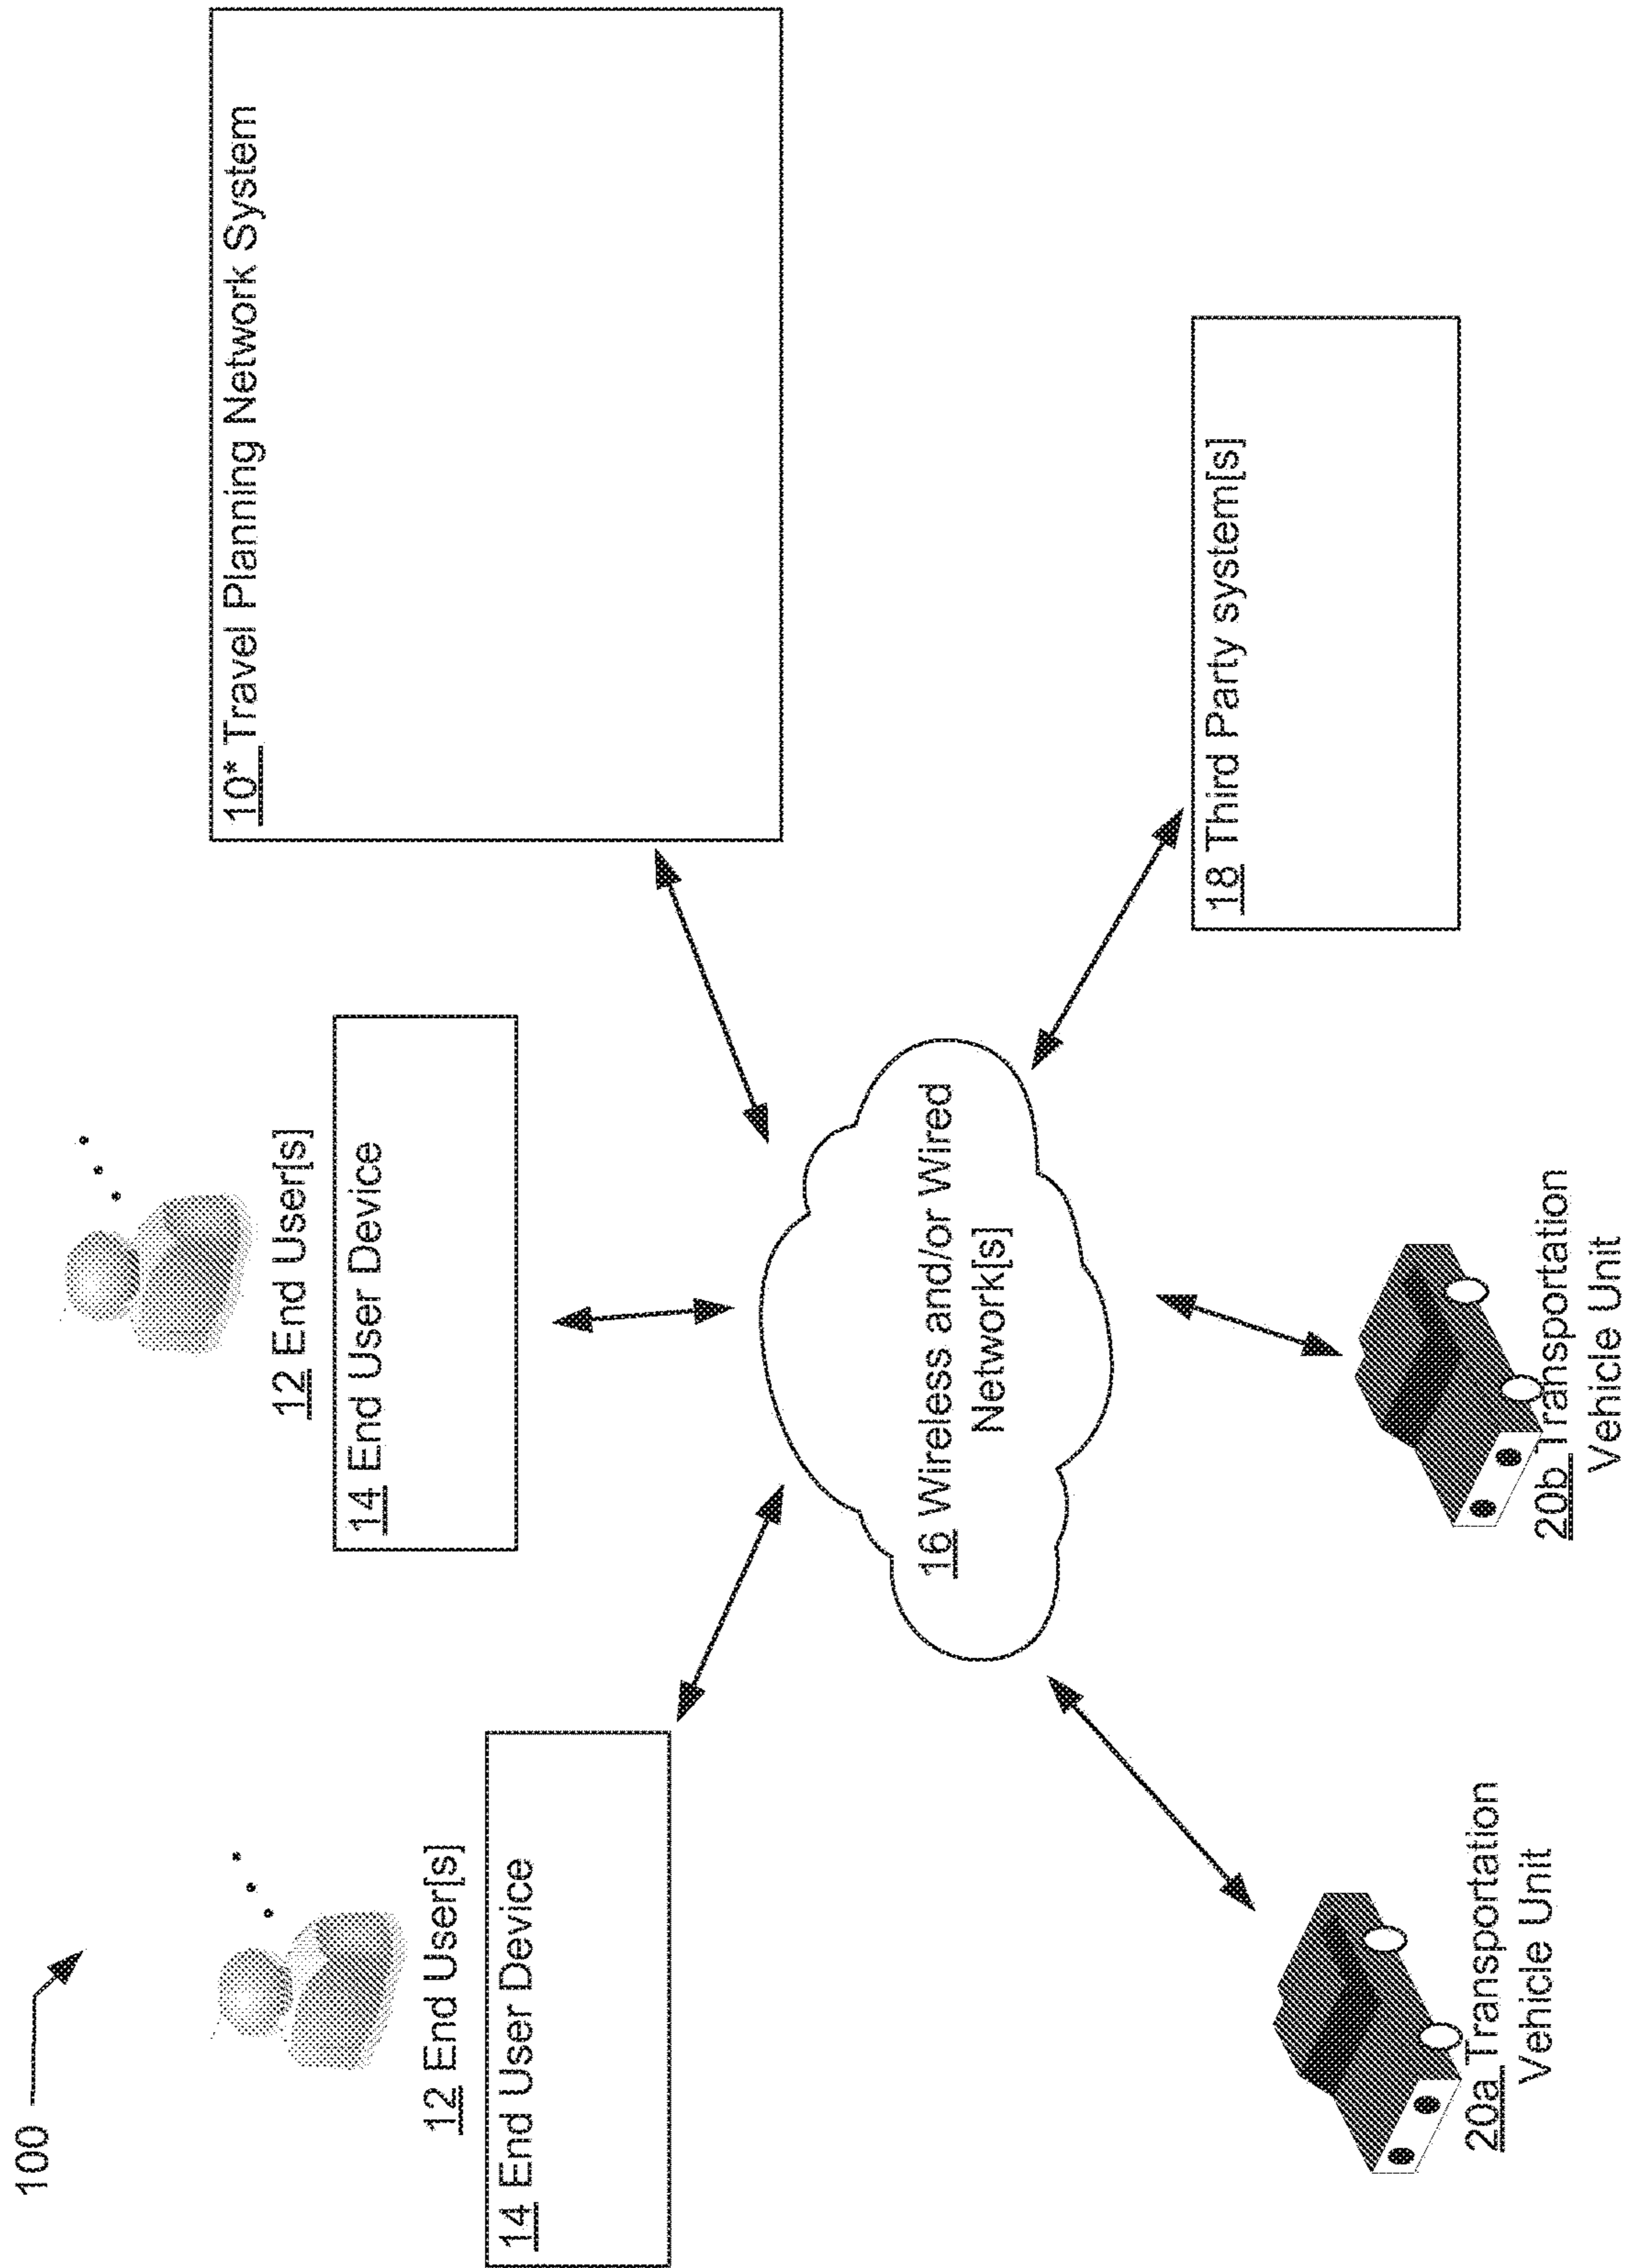 100
12 End User[s]
14 End User Device
12 End User[s]
14 End User Device
10* Travel Planning Network System
16 Wireless and/or Wired
Network[s]
18 Third Party system[s]
20a Transportation
Vehicle Unit
20b Transportation
Vehicle Unit